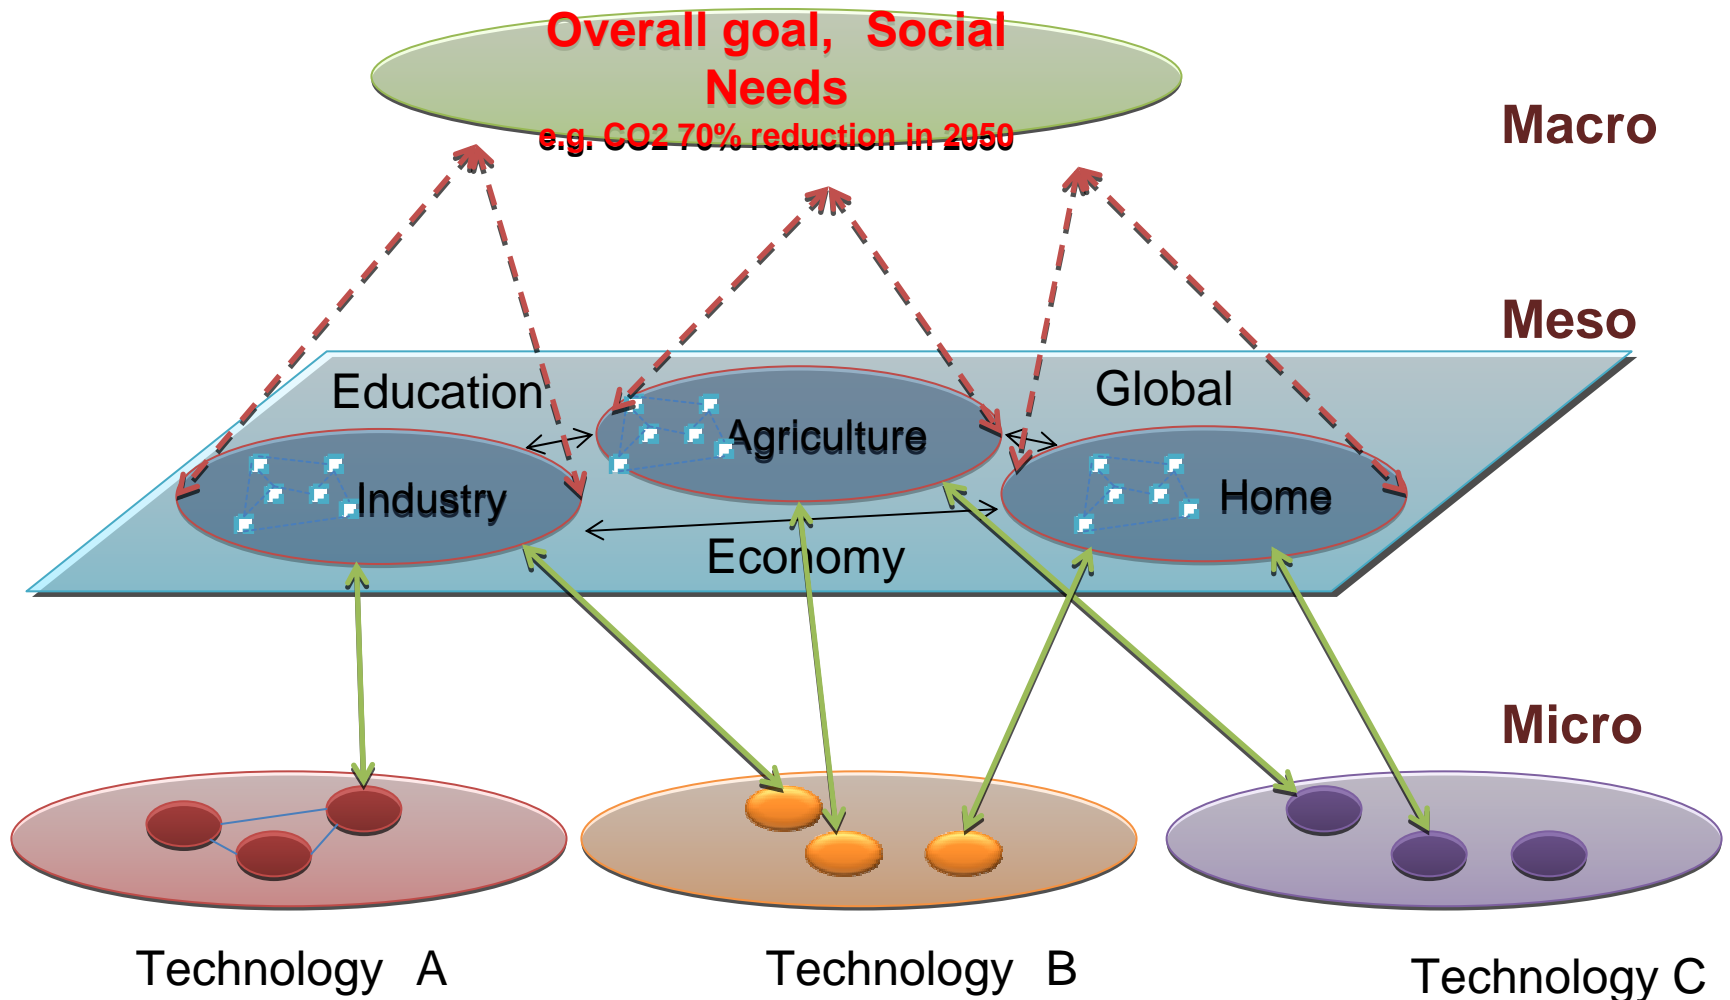 Overall goal, Social
Needs
e.g. CO2 70% reduction in 2050
Macro
Meso
Education
Global
Agriculture
Industry
Home
Economy
Micro
Technology A
Technology B
Technology C